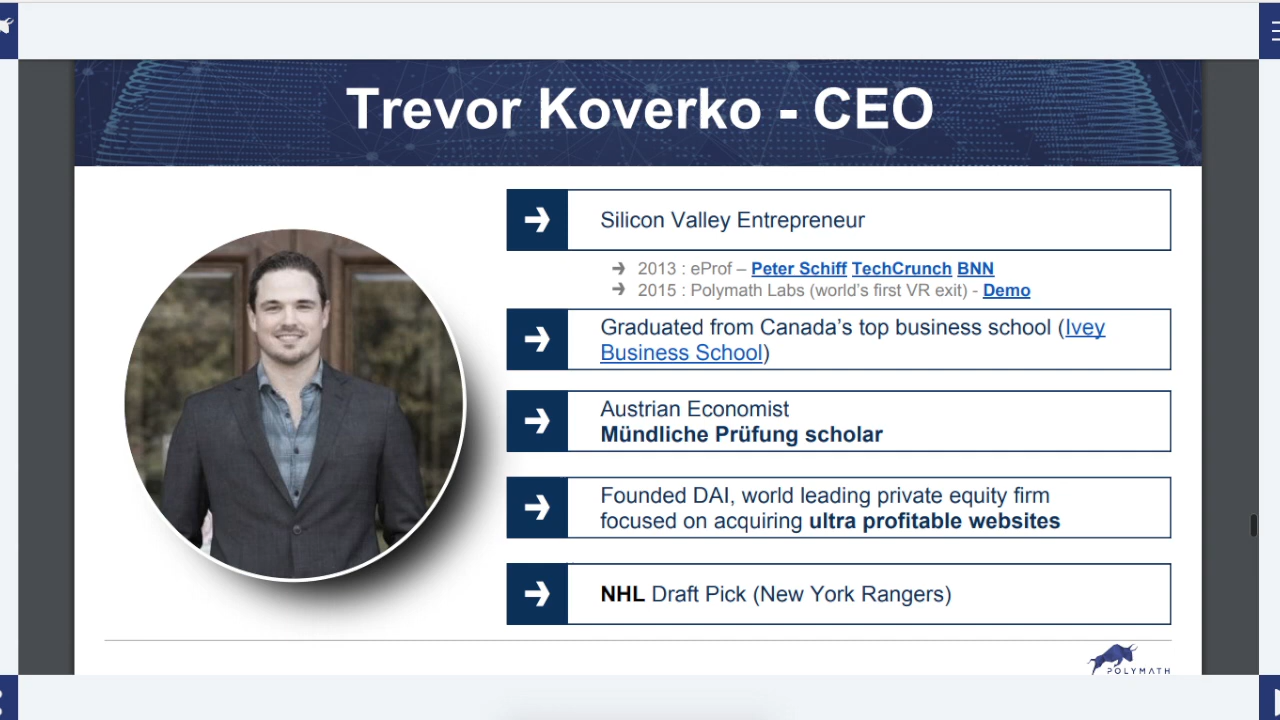 Trevor Koverko - CEO
Silicon Valley Entrepreneur
2013 : eProf – Peter Schiff TechCrunch BNN
2015 : Polymath Labs (world’s first VR exit) - Demo
Graduated from Canada’s top business school (Ivey
Business School)
Austrian Economist
Mündliche Prüfung scholar
Founded DAI, world leading private equity firm
focused on acquiring ultra profitable websites
NHL Draft Pick (New York Rangers)
POLYMATH